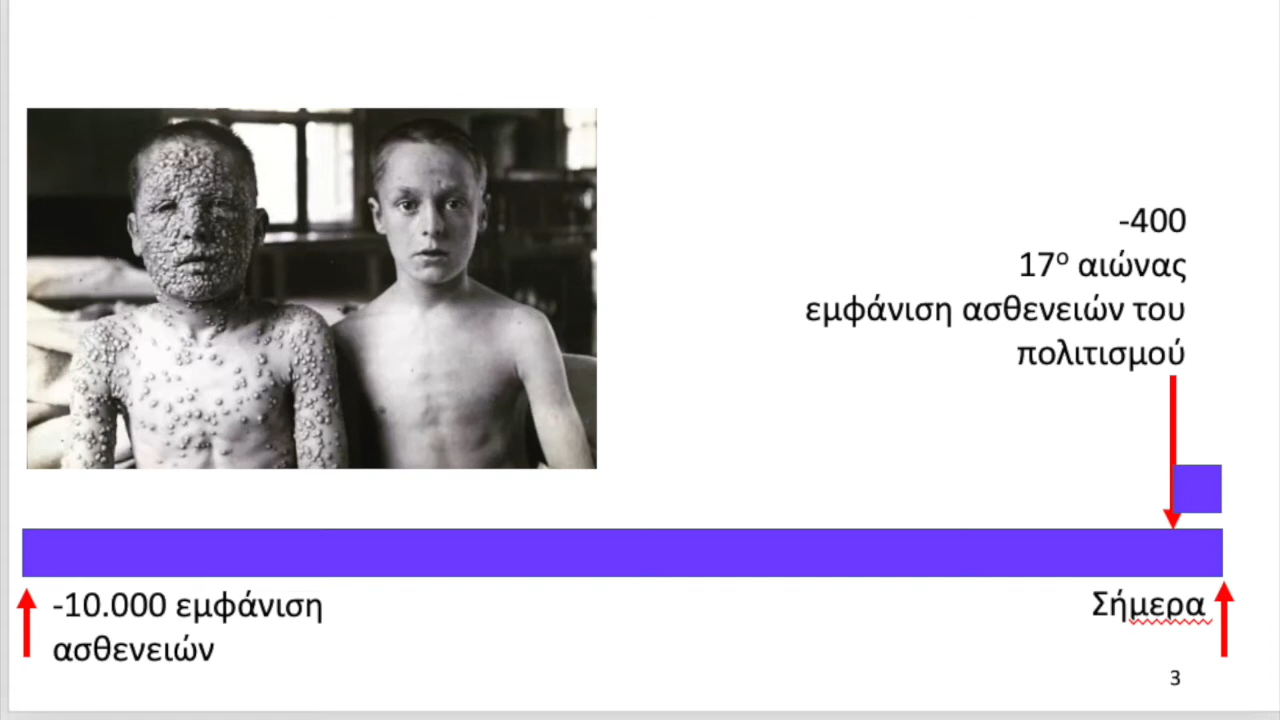 -400
17ο αιώνας
εμφάνιση ασθενειών του
πολιτισμού
-10.000 εμφάνιση
ασθενειών
Σήμερα
3